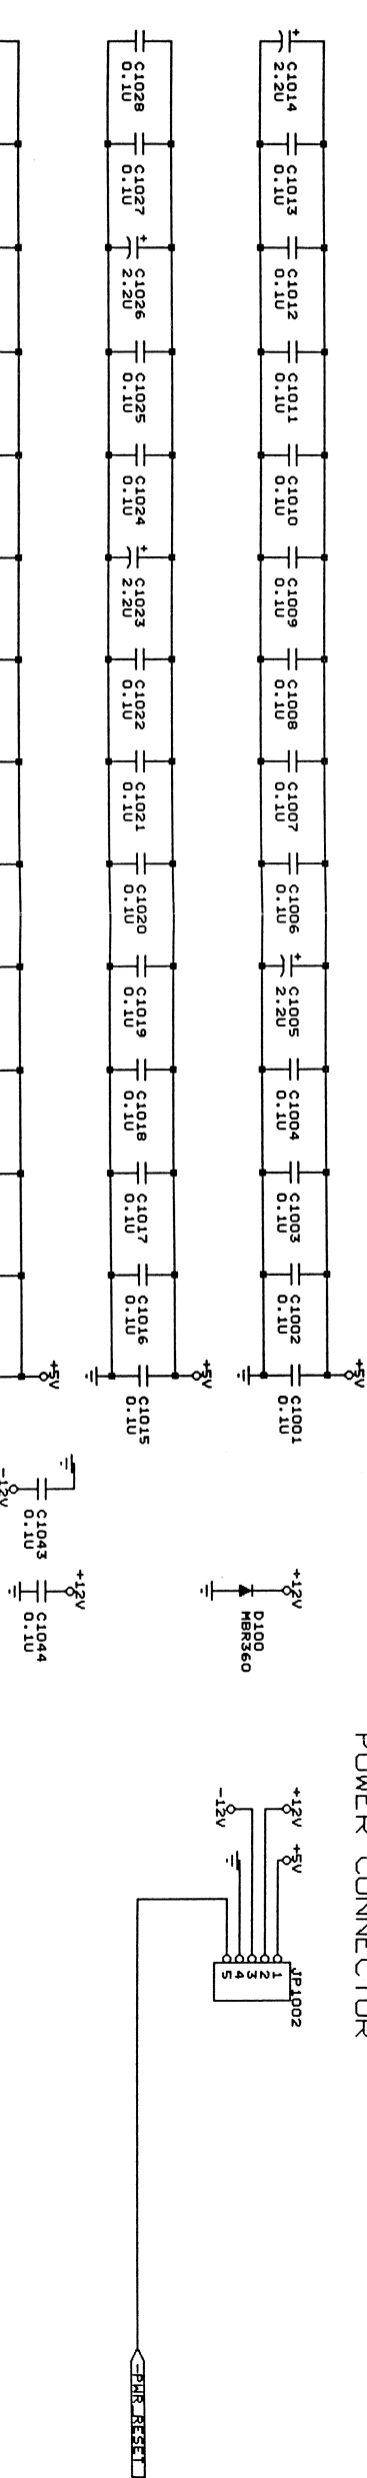 POWER CONNECTOR
+5V
C1014
2.2U
C1013
0.1U
C1012
0.1U
C1011
0.1U
C1010
0.1U
C1009
0.1U
C1008
0.1U
C1007
0.1U
C1006
0.1U
C1005
2.2U
C1004
0.1U
C1003
0.1U
C1002
0.1U
C1001
0.1U
+
+
+12V
D100
MBR360
+12V
+5V
-12V
JP1002
1
2
3
4
5
+5V
C1028
0.1U
C1027
0.1U
C1026
2.2U
C1025
0.1U
C1024
0.1U
C1023
2.2U
C1022
0.1U
C1021
0.1U
C1020
0.1U
C1019
0.1U
C1018
0.1U
C1017
0.1U
C1016
0.1U
C1015
0.1U
+
+
-PWR RESET
+5V
+12V
C1043
0.1U
C1044
0.1U
-12V